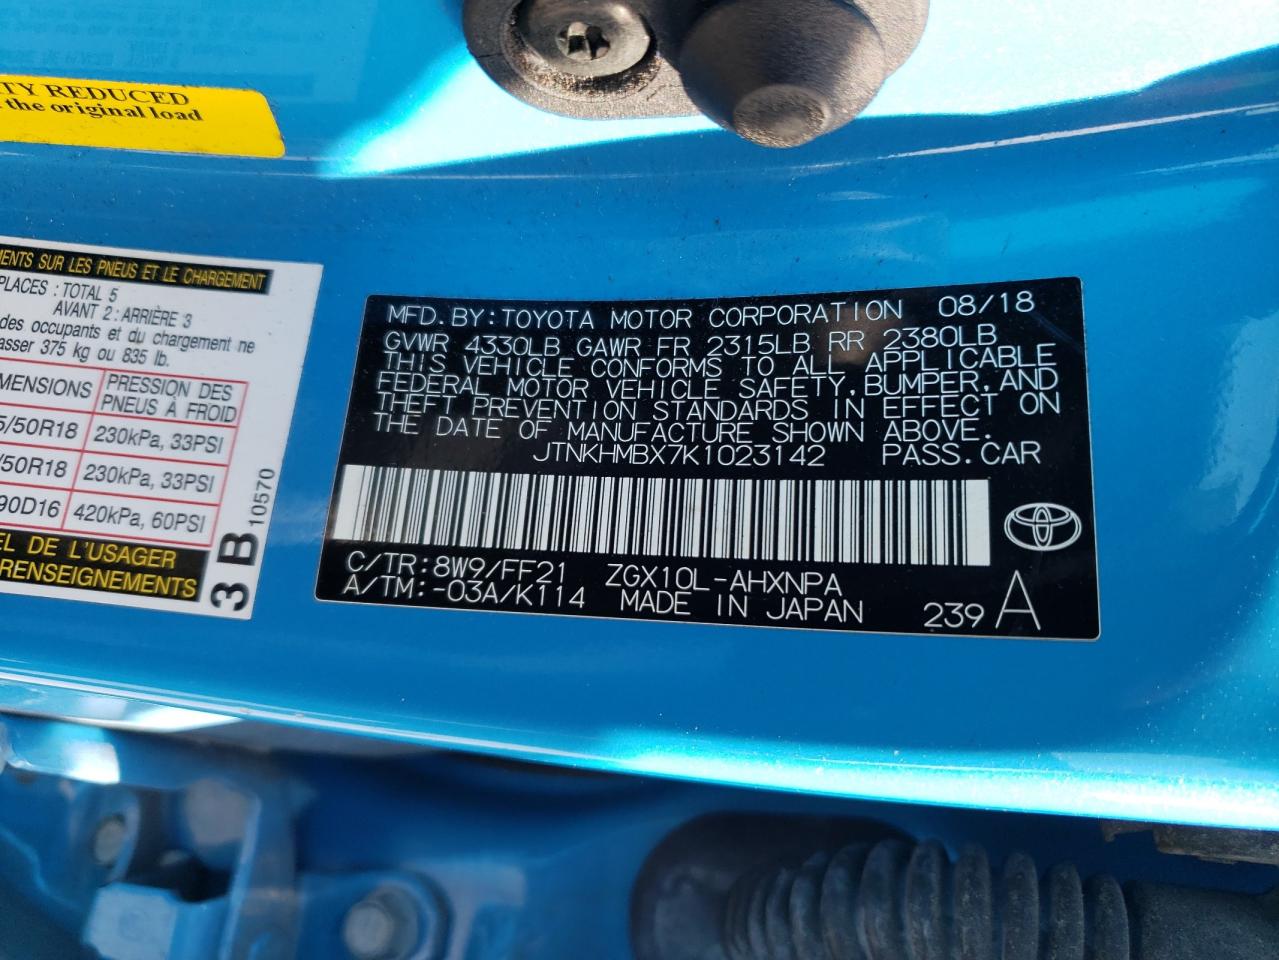 TY REDUCED
the original load
MENTS SUR LES PNEUS ET LE CHARGEMENT
PLACES : TOTAL 5
AVANT 2 : ARRIÈRE 3
des occupants et du chargement ne
asser 375 kg ou 835 lb.
MENSIONS PRESSION DES PNEUS À FROID
5/50R18 230kPa, 33PSI
/50R18 230kPa, 33PSI
90D16 420kPa, 60PSI
EL DE L'USAGER
RENSEIGNEMENTS
3 B 10570
MFD. BY: TOYOTA MOTOR CORPORATION 08/18
GVWR 4330LB GAWR FR 2315LB RR 2380LB
THIS VEHICLE CONFORMS TO ALL APPLICABLE
FEDERAL MOTOR VEHICLE SAFETY, BUMPER, AND
THEFT PREVENTION STANDARDS IN EFFECT ON
THE DATE OF MANUFACTURE SHOWN ABOVE.
JTNKHMBX7K1023142 PASS. CAR
C/TR: 8W9/FF21 ZGX10L-AHXNPA
A/TM: -03A/K114 MADE IN JAPAN 239 A